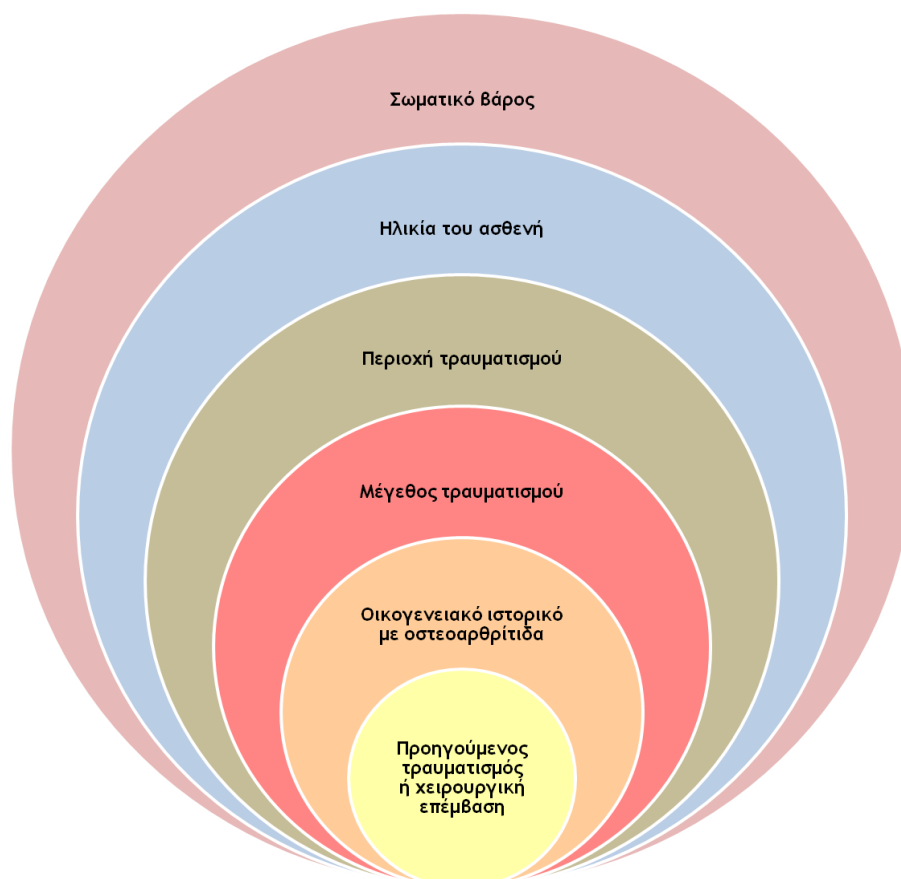 Σωματικό βάρος
Ηλικία του ασθενή
Περιοχή τραυματισμού
Μέγεθος τραυματισμού
Οικογενειακό ιστορικό
με οστεοαρθρίτιδα
Προηγούμενος
τραυματισμός
ή χειρουργική
επέμβαση